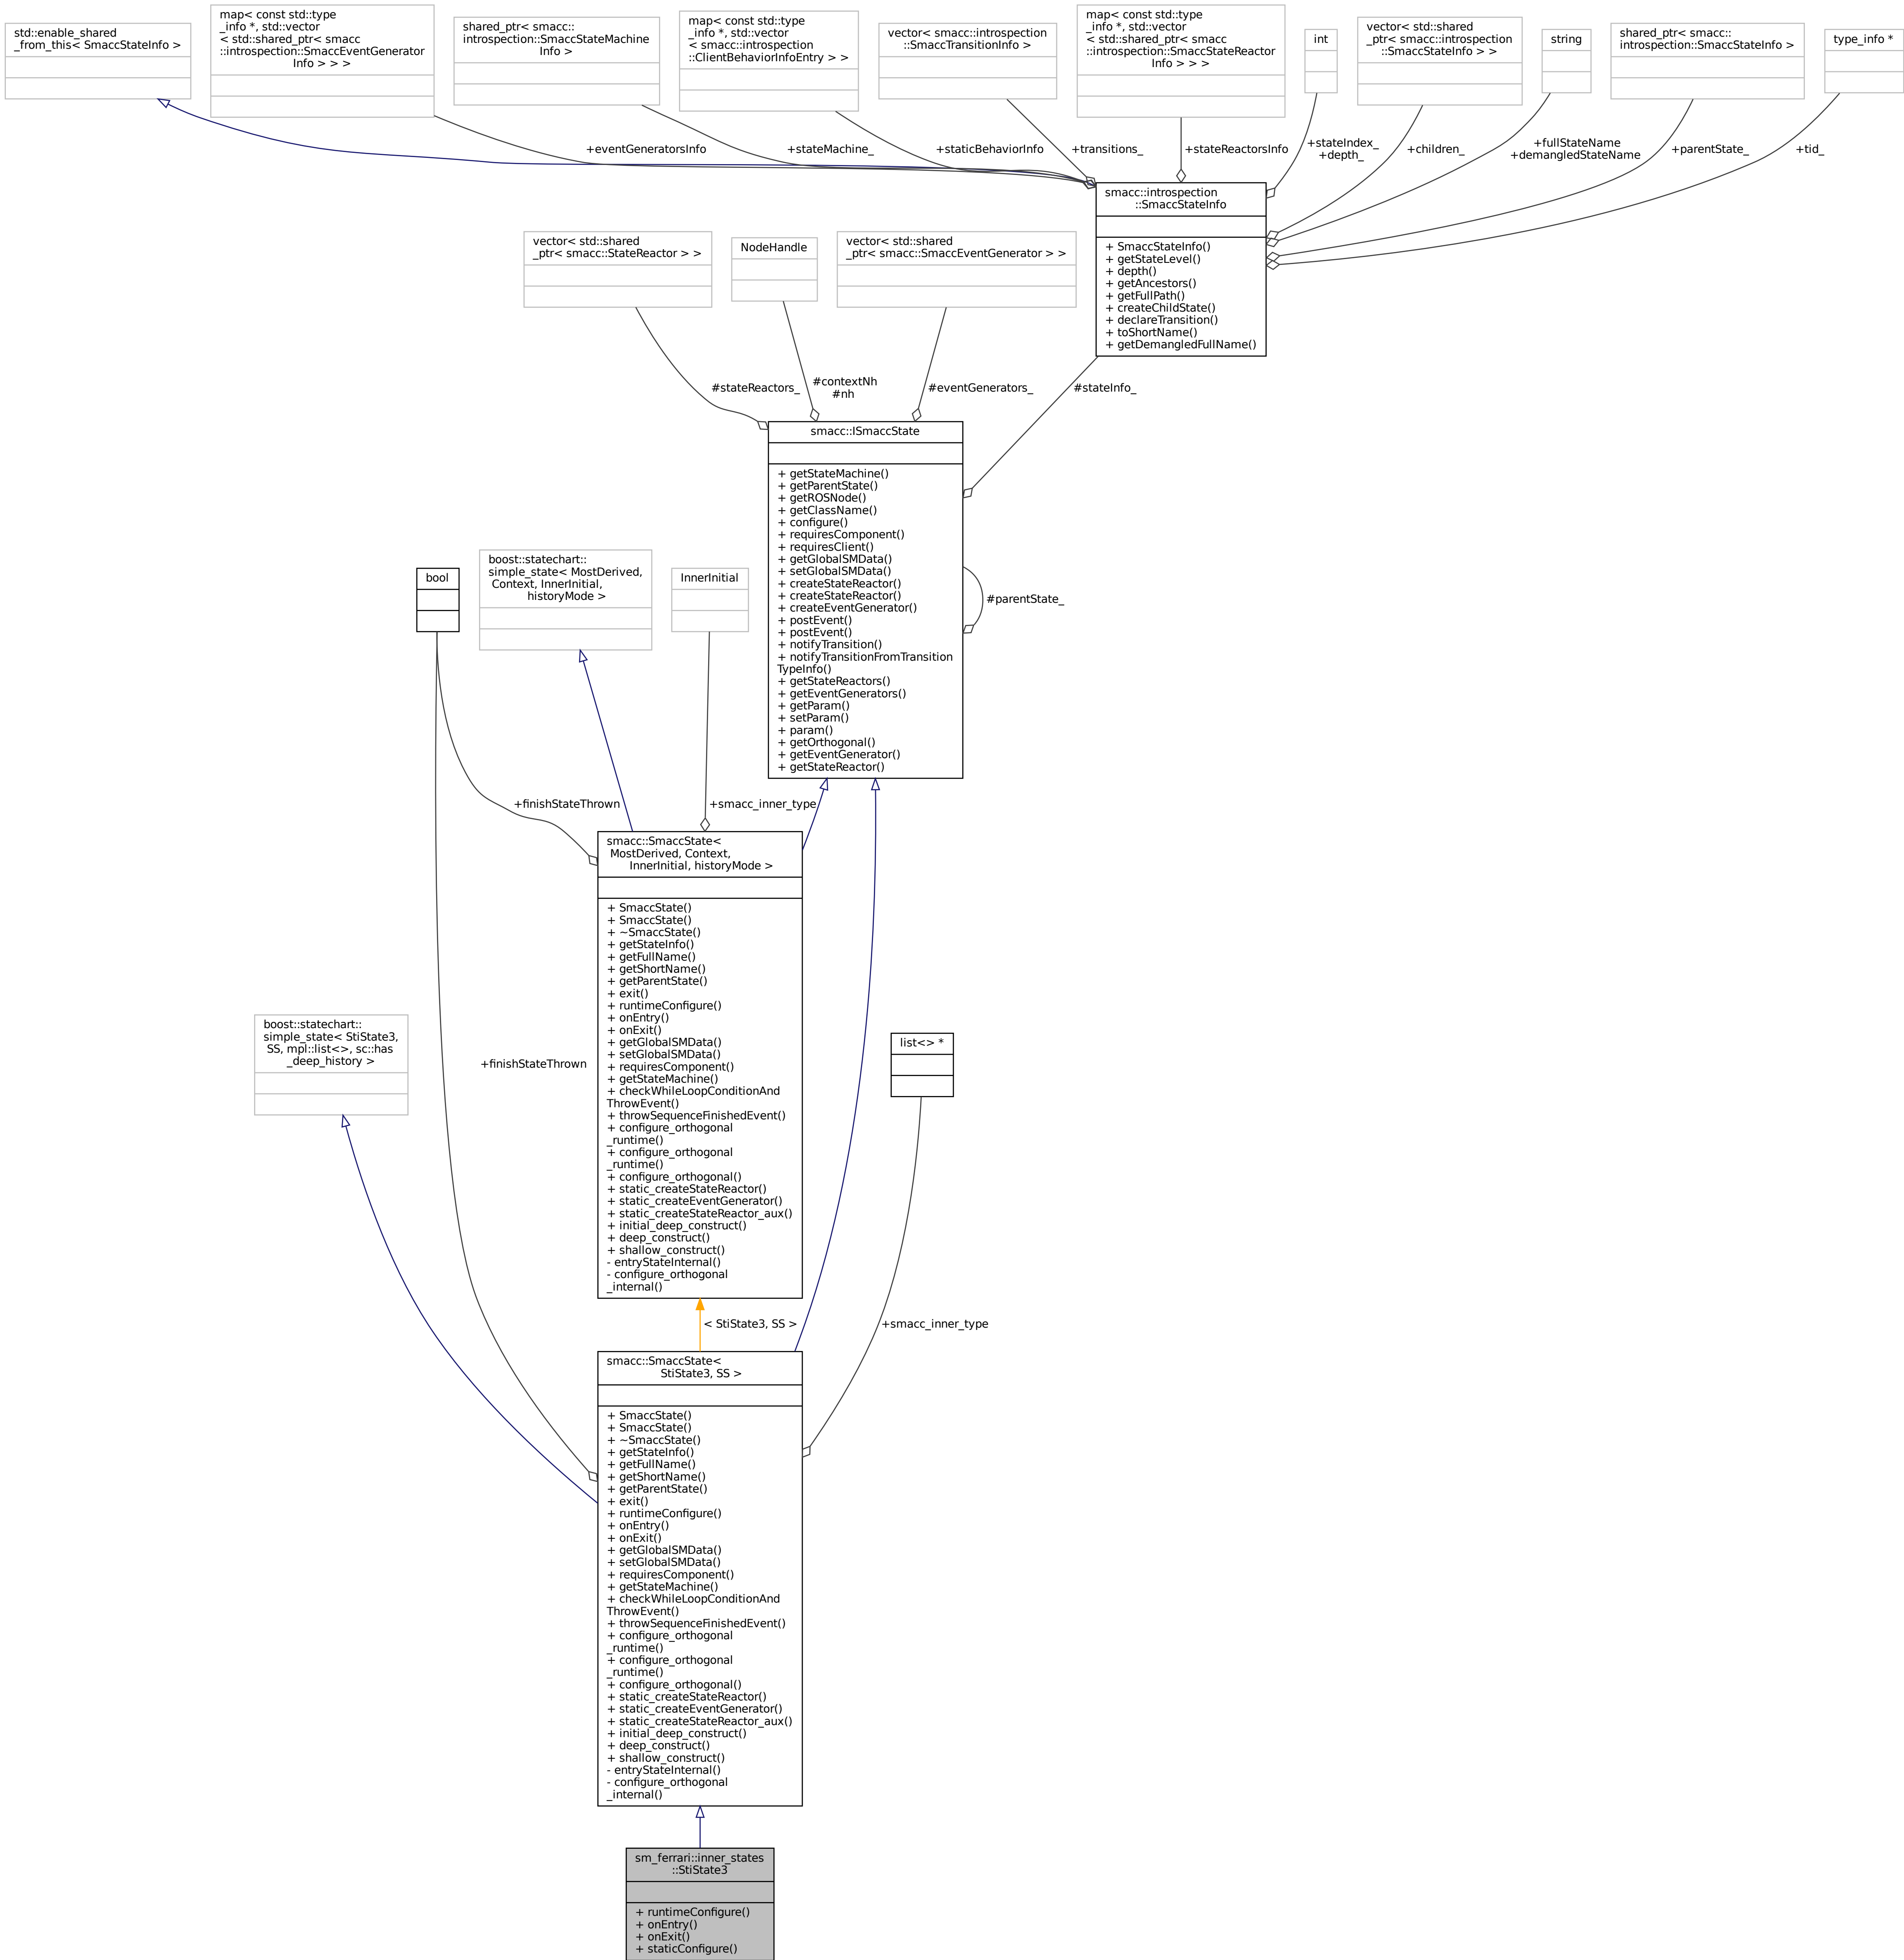 std::enable_shared
_from_this< SmaccStateInfo >
map< const std::type
_info *, std::vector
< std::shared_ptr< smacc
::introspection::SmaccEventGenerator
Info > > >
shared_ptr< smacc::
introspection::SmaccStateMachine
Info >
map< const std::type
_info *, std::vector
< smacc::introspection
::ClientBehaviorInfoEntry > >
vector< smacc::introspection
::SmaccTransitionInfo >
map< const std::type
_info *, std::vector
< std::shared_ptr< smacc
::introspection::SmaccStateReactor
Info > > >
int
vector< std::shared
_ptr< smacc::introspection
::SmaccStateInfo > >
string
shared_ptr< smacc::
introspection::SmaccStateInfo >
type_info *
+eventGeneratorsInfo
+stateMachine_
+staticBehaviorInfo
+transitions_
+stateReactorsInfo
+stateIndex_
+depth_
+children_
+fullStateName
+demangledStateName
+parentState_
+tid_
smacc::introspection
::SmaccStateInfo
+ SmaccStateInfo()
+ getStateLevel()
+ depth()
+ getAncestors()
+ getFullPath()
+ createChildState()
+ declareTransition()
+ toShortName()
+ getDemangledFullName()
vector< std::shared
_ptr< smacc::StateReactor > >
NodeHandle
vector< std::shared
_ptr< smacc::SmaccEventGenerator > >
#stateReactors_
#contextNh
#nh
#eventGenerators_
#stateInfo_
smacc::ISmaccState
+ getStateMachine()
+ getParentState()
+ getROSNode()
+ getClassName()
+ configure()
+ requiresComponent()
+ requiresClient()
+ getGlobalSMData()
+ setGlobalSMData()
+ createStateReactor()
+ createStateReactor()
+ createEventGenerator()
+ postEvent()
+ postEvent()
+ notifyTransition()
+ notifyTransitionFromTransition
TypeInfo()
+ getStateReactors()
+ getEventGenerators()
+ getParam()
+ setParam()
+ param()
+ getOrthogonal()
+ getEventGenerator()
+ getStateReactor()
#parentState_
bool
boost::statechart::
simple_state< MostDerived,
Context, InnerInitial,
historyMode >
InnerInitial
+finishStateThrown
+smacc_inner_type
smacc::SmaccState<
MostDerived, Context,
InnerInitial, historyMode >
+ SmaccState()
+ SmaccState()
+ ~SmaccState()
+ getStateInfo()
+ getFullName()
+ getShortName()
+ getParentState()
+ exit()
+ runtimeConfigure()
+ onEntry()
+ onExit()
+ getGlobalSMData()
+ setGlobalSMData()
+ requiresComponent()
+ getStateMachine()
+ checkWhileLoopConditionAnd
ThrowEvent()
+ throwSequenceFinishedEvent()
+ configure_orthogonal
_runtime()
+ configure_orthogonal
_runtime()
+ configure_orthogonal()
+ static_createStateReactor()
+ static_createEventGenerator()
+ static_createStateReactor_aux()
+ initial_deep_construct()
+ deep_construct()
+ shallow_construct()
- entryStateInternal()
- configure_orthogonal
_internal()
boost::statechart::
simple_state< StiState3,
SS, mpl::list<>, sc::has
_deep_history >
+finishStateThrown
list<> *
< StiState3, SS >
+smacc_inner_type
smacc::SmaccState<
StiState3, SS >
+ SmaccState()
+ SmaccState()
+ ~SmaccState()
+ getStateInfo()
+ getFullName()
+ getShortName()
+ getParentState()
+ exit()
+ runtimeConfigure()
+ onEntry()
+ onExit()
+ getGlobalSMData()
+ setGlobalSMData()
+ requiresComponent()
+ getStateMachine()
+ checkWhileLoopConditionAnd
ThrowEvent()
+ throwSequenceFinishedEvent()
+ configure_orthogonal
_runtime()
+ configure_orthogonal
_runtime()
+ configure_orthogonal()
+ static_createStateReactor()
+ static_createEventGenerator()
+ static_createStateReactor_aux()
+ initial_deep_construct()
+ deep_construct()
+ shallow_construct()
- entryStateInternal()
- configure_orthogonal
_internal()
sm_ferrari::inner_states
::StiState3
+ runtimeConfigure()
+ onEntry()
+ onExit()
+ staticConfigure()